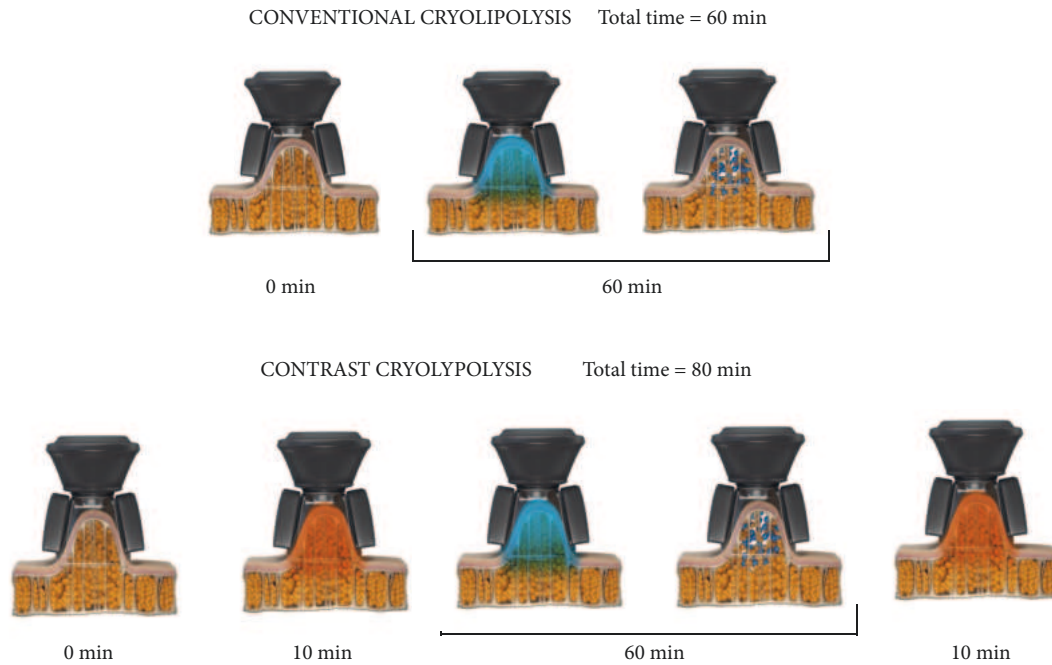 CONVENTIONAL CRYOLIPOLYSIS Total time = 60 min
0 min 60 min
CONTRAST CRYOLYPOLYSIS Total time = 80 min
0 min 10 min 60 min 10 min